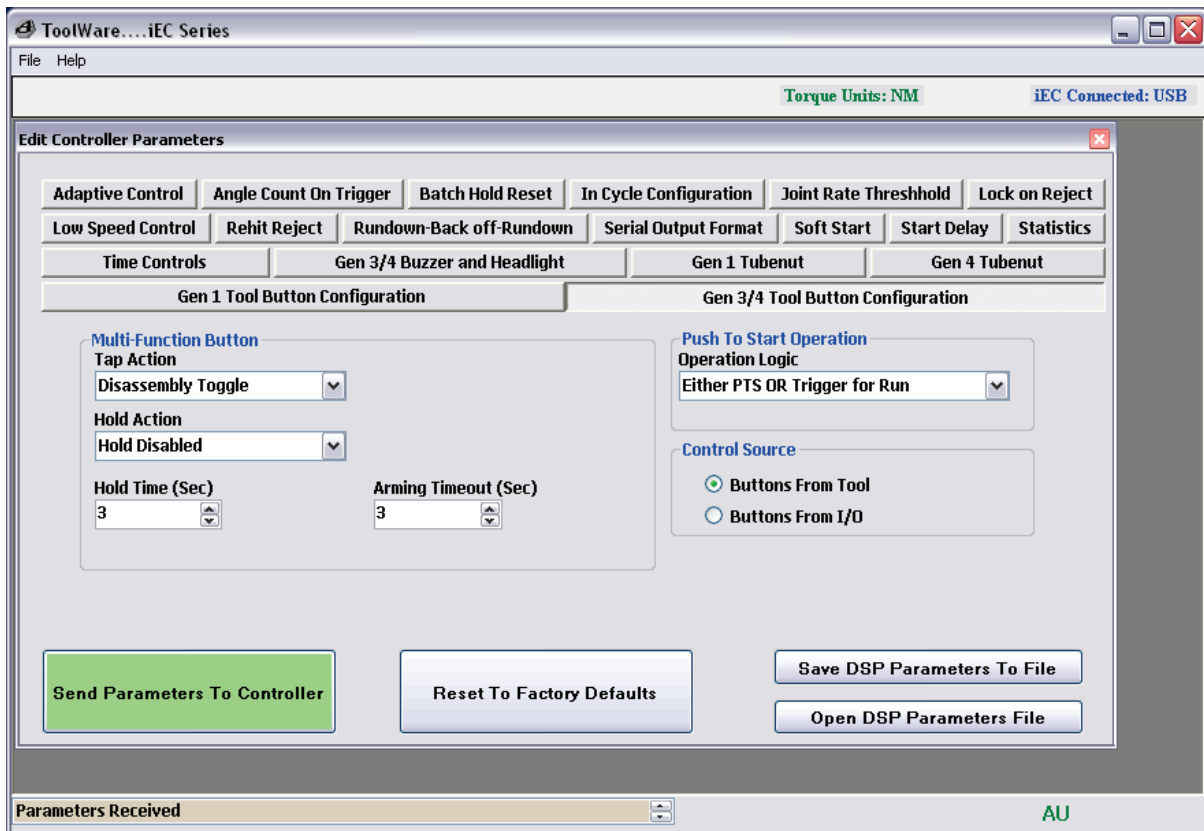 ToolWare....iEC Series
File Help
Torque Units: NM iEC Connected: USB
Edit Controller Parameters
Adaptive Control Angle Count On Trigger Batch Hold Reset In Cycle Configuration Joint Rate Threshhold Lock on Reject
Low Speed Control Rehit Reject Rundown-Back off-Rundown Serial Output Format Soft Start Start Delay Statistics
Time Controls Gen 3/4 Buzzer and Headlight Gen 1 Tubenut Gen 4 Tubenut
Gen 1 Tool Button Configuration Gen 3/4 Tool Button Configuration
Multi-Function Button
Tap Action
Disassembly Toggle
Hold Action
Hold Disabled
Hold Time (Sec) Arming Timeout (Sec)
3 3
Push To Start Operation
Operation Logic
Either PTS OR Trigger for Run
Control Source
Buttons From Tool
Buttons From I/O
Send Parameters To Controller
Reset To Factory Defaults
Save DSP Parameters To File
Open DSP Parameters File
Parameters Received AU